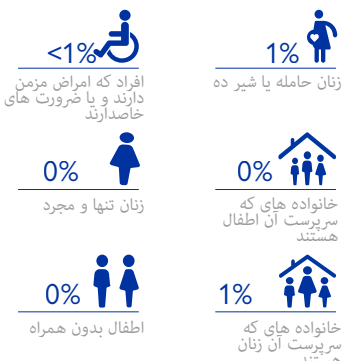 1%
زنان حامله یا شیر ده
<1%
افراد که امراض مزمن
دارند و یا ضرورت های
خاصدارند
0%
خانواده های که
سرپرست آن اطفال
هستند
0%
زنان تنها و مجرد
1%
خانواده های که
سرپرست آن زنان
هستند
0%
اطفال بدون همراه